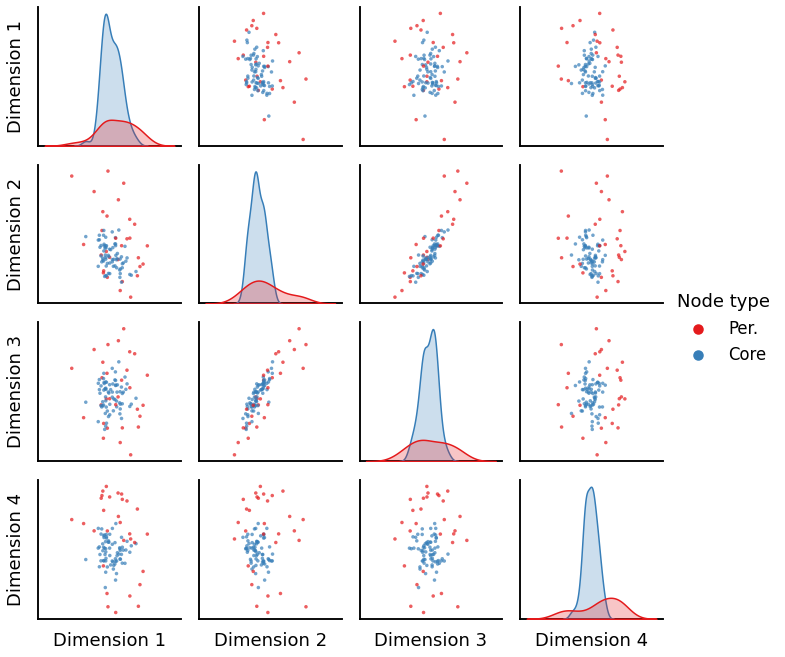 Dimension 1
Dimension 2
Dimension 3
Dimension 4
Dimension 1
Dimension 2
Dimension 3
Dimension 4
Node type
Per.
Core